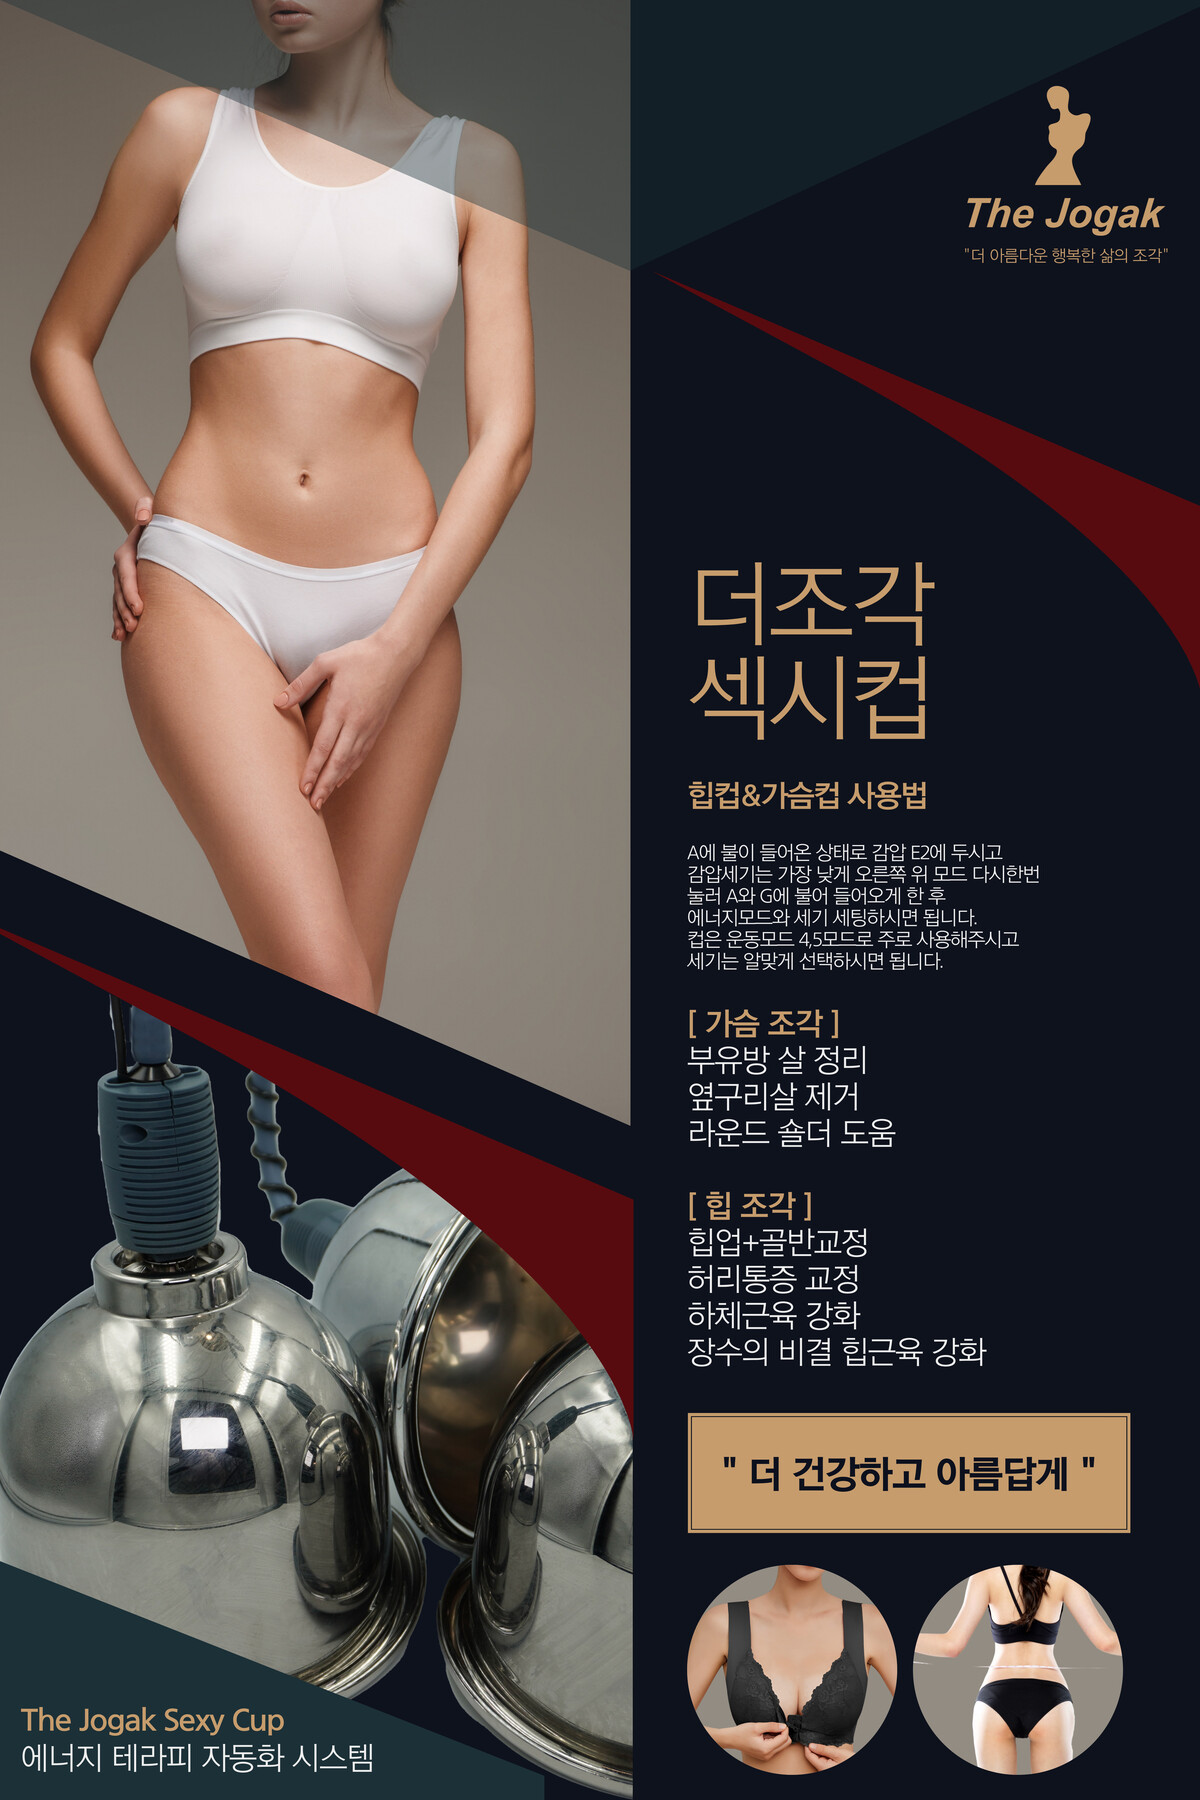 The Jogak
"더 아름다운 행복한 삶의 조각"
더조각
섹시컵
힙컵&가슴컵 사용법
A에 불이 들어온 상태로 감압 E2에 두시고
감압세기는 가장 낮게 오른쪽 위 모드 다시한번
눌러 A와 G에 불어 들어오게 한 후
에너지모드와 세기 세팅하시면 됩니다.
컵은 운동모드 4,5모드로 주로 사용해주시고
세기는 알맞게 선택하시면 됩니다.
[ 가슴 조각 ]
부유방 살 정리
옆구리살 제거
라운드 숄더 도움
[ 힙 조각 ]
힙업+골반교정
허리통증 교정
하체근육 강화
장수의 비결 힙근육 강화
" 더 건강하고 아름답게 "
The Jogak Sexy Cup
에너지 테라피 자동화 시스템